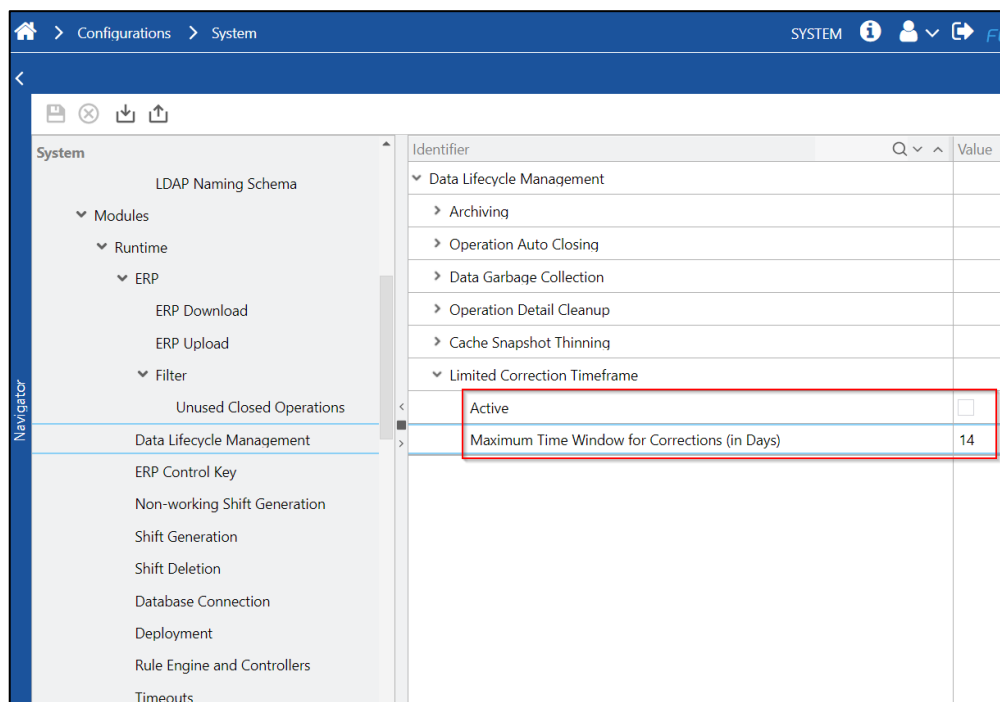 Configurations System SYSTEM
System
LDAP Naming Schema
Modules
Runtime
ERP
ERP Download
ERP Upload
Filter
Unused Closed Operations
Data Lifecycle Management
ERP Control Key
Non-working Shift Generation
Shift Generation
Shift Deletion
Database Connection
Deployment
Rule Engine and Controllers
Timeouts
Navigator
Identifier Value
Data Lifecycle Management
Archiving
Operation Auto Closing
Data Garbage Collection
Operation Detail Cleanup
Cache Snapshot Thinning
Limited Correction Timeframe
Active
Maximum Time Window for Corrections (in Days) 14